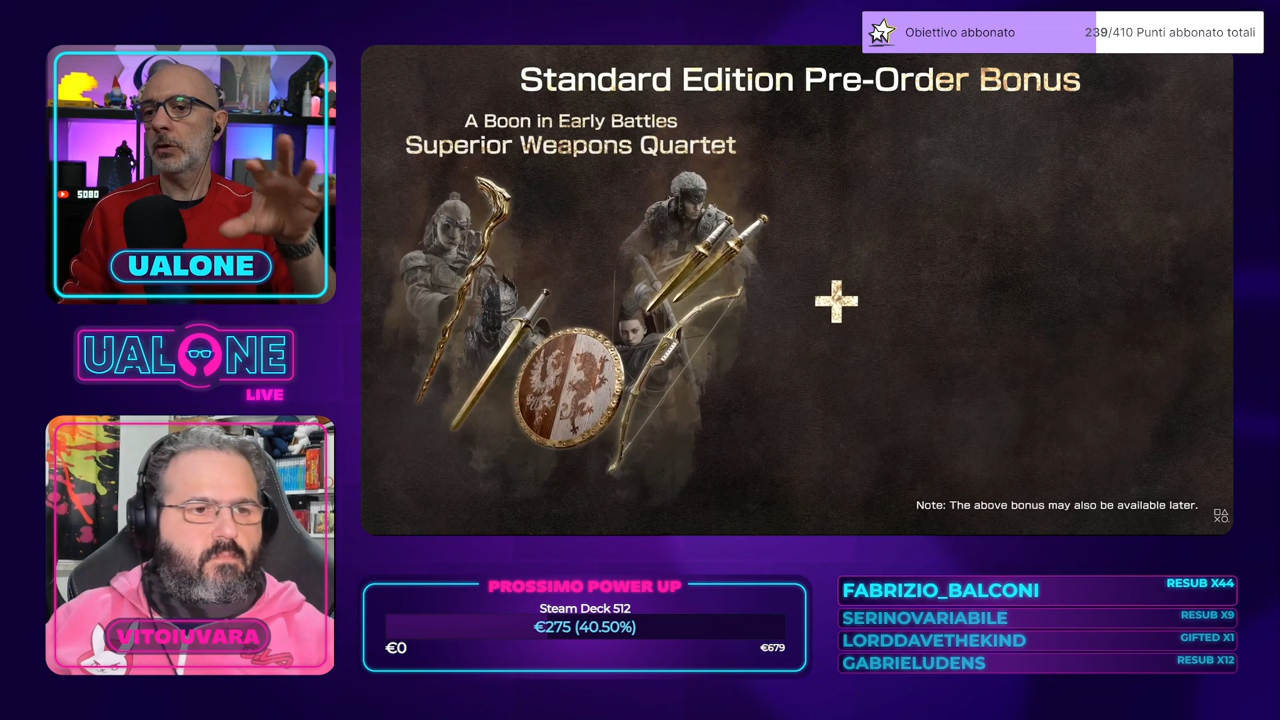 Obiettivo abbonato
239/410 Punti abbonato totali
Standard Edition Pre-Order Bonus
A Boon in Early Battles
Superior Weapons Quartet
5080
UALONE
UALONE
LIVE
Note: The above bonus may also be available later.
VITOIUVARA
PROSSIMO POWER UP
Steam Deck 512
€275 (40.50%)
€0
€679
FABRIZIO_BALCONI
RESUB X44
SERINOVARIABILE
RESUB X9
LORDDAVETHEKIND
GIFTED X1
GABRIELUDENS
RESUB X12